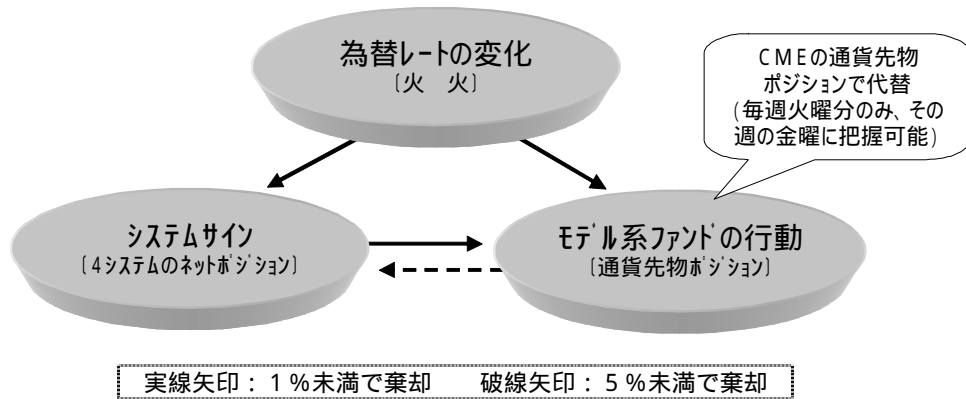 為替レートの変化
〔火 火〕
CMEの通貨先物
ポジションで代替
(毎週火曜分のみ、その
週の金曜に把握可能)
システムサイン
〔4システムのネットポジション〕
モデル系ファンドの行動
〔通貨先物ポジション〕
実線矢印：1％未満で棄却 破線矢印：5％未満で棄却